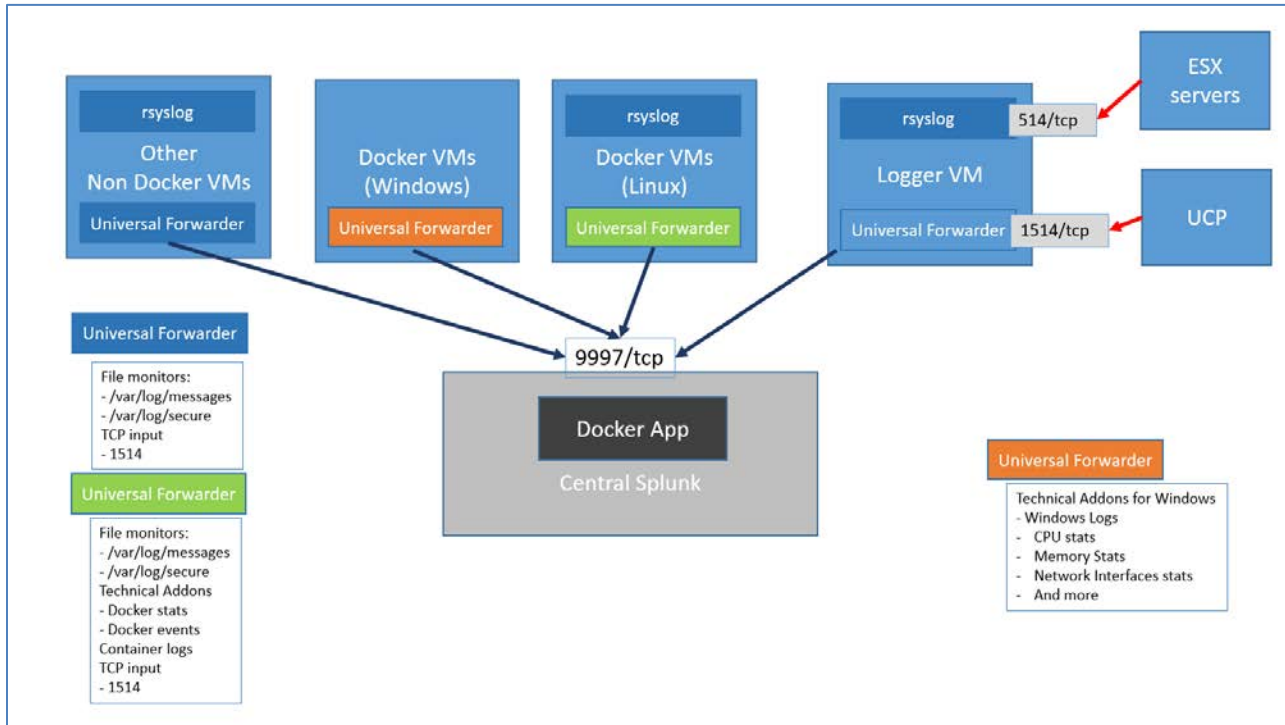 rsyslog
Other
Non Docker VMs
Universal Forwarder
Docker VMs
(Windows)
Universal Forwarder
rsyslog
Docker VMs
(Linux)
Universal Forwarder
rsyslog
514/tcp
Logger VM
Universal Forwarder
1514/tcp
ESX
servers
UCP
9997/tcp
Docker App
Central Splunk
Universal Forwarder
File monitors:
- /var/log/messages
- /var/log/secure
TCP input
- 1514
Universal Forwarder
File monitors:
- /var/log/messages
- /var/log/secure
Technical Addons
- Docker stats
- Docker events
Container logs
TCP input
- 1514
Universal Forwarder
Technical Addons for Windows
- Windows Logs
- CPU stats
- Memory Stats
- Network Interfaces stats
- And more